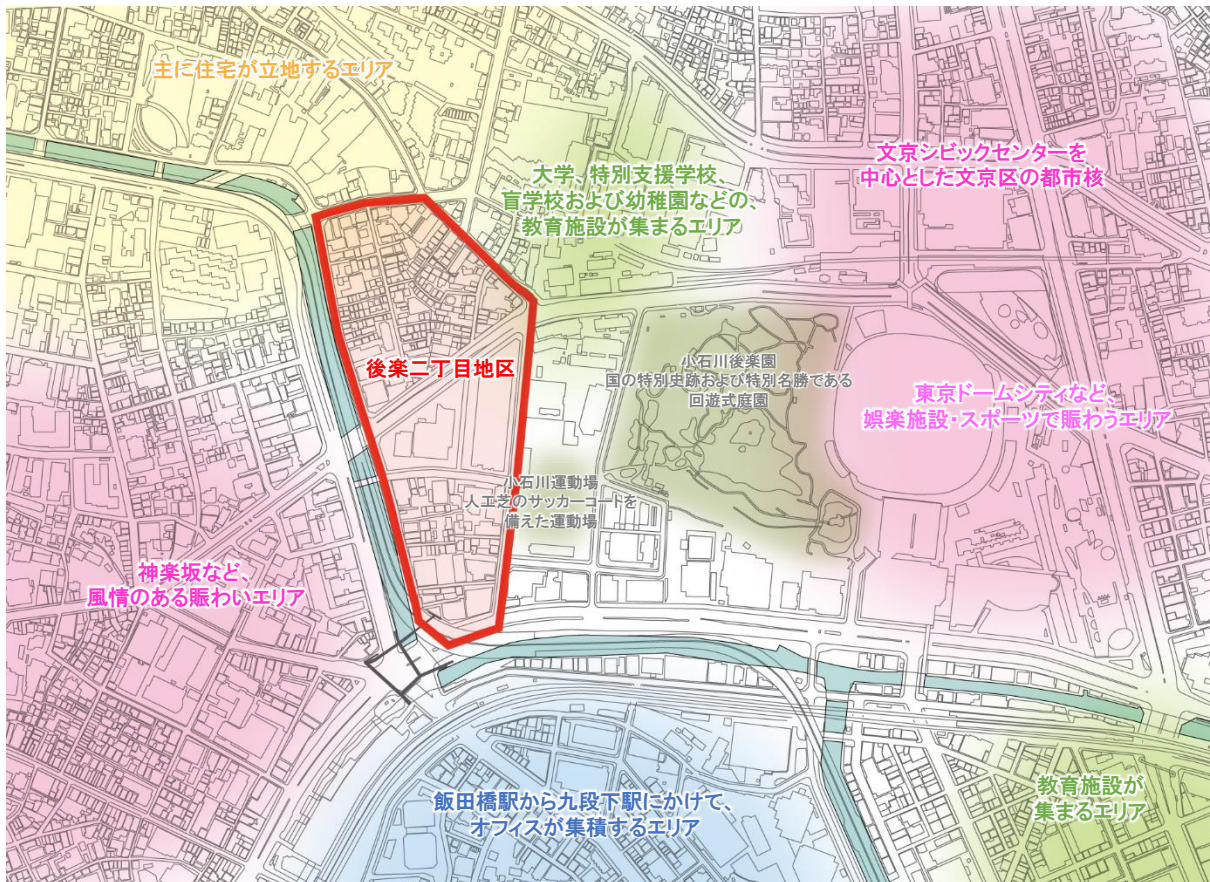 主に住宅が立地するエリア
文京シビックセンターを
中心とした文京区の都市核
大学、特別支援学校、
盲学校および幼稚園などの、
教育施設が集まるエリア
後楽二丁目地区
小石川後楽園
国の特別史跡および特別名勝である
回遊式庭園
東京ドームシティなど、
娯楽施設・スポーツで賑わうエリア
小石川運動場
人工芝のサッカーコートを
備えた運動場
神楽坂など、
風情のある賑わいエリア
飯田橋駅から九段下駅にかけて、
オフィスが集積するエリア
教育施設が
集まるエリア